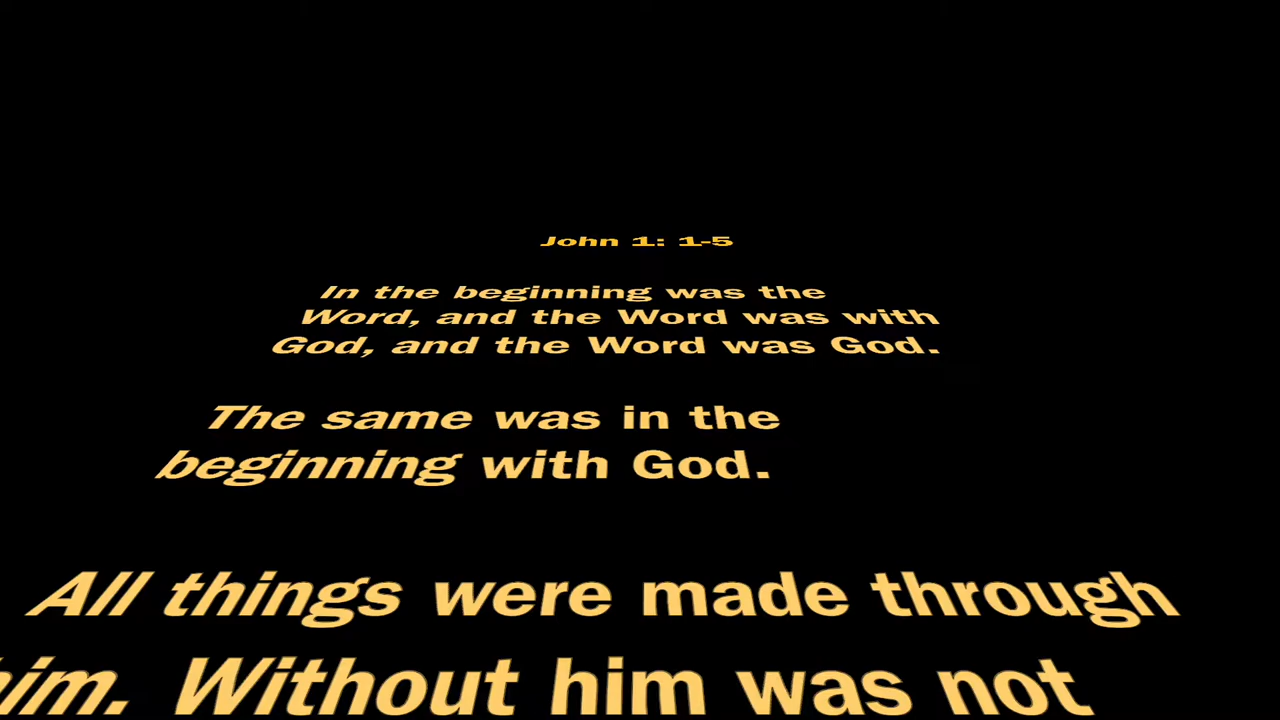 John 1: 1-5
In the beginning was the
Word, and the Word was with
God, and the Word was God.
The same was in the
beginning with God.
All things were made through
him. Without him was not